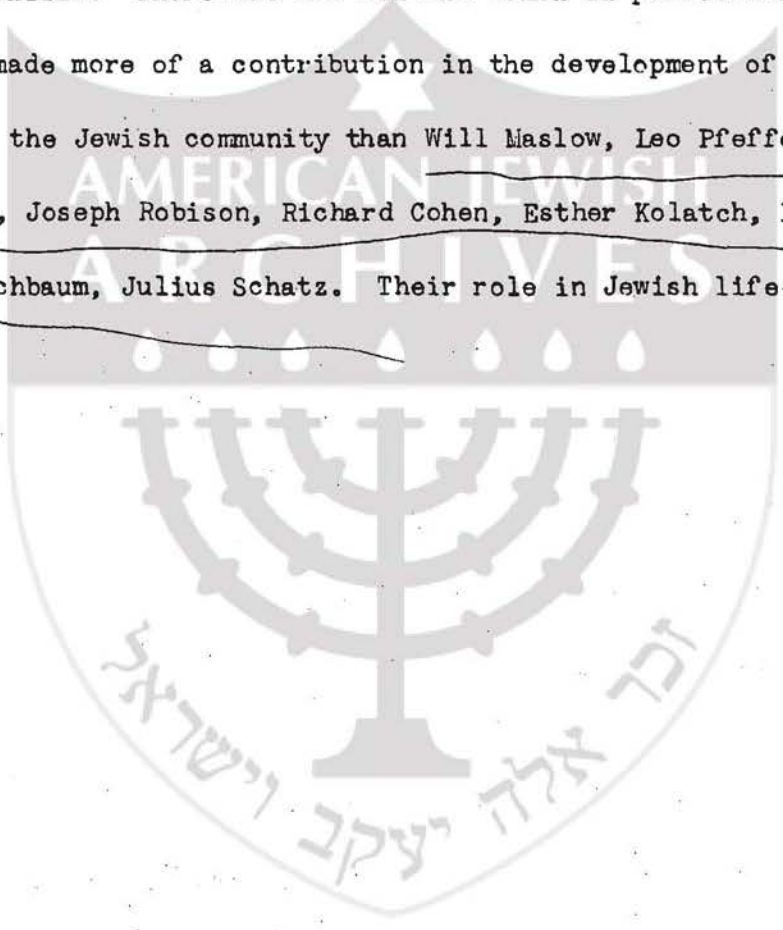 made more of a contribution in the development of
the Jewish community than Will Maslow, Leo Pfeff
AMERICAN JEWISH
, Joseph Robison, Richard Cohen, Esther Kolatch,
ARCHIVES
chbaum, Julius Schatz. Their role in Jewish life
זכר אלה יעקב וישראל